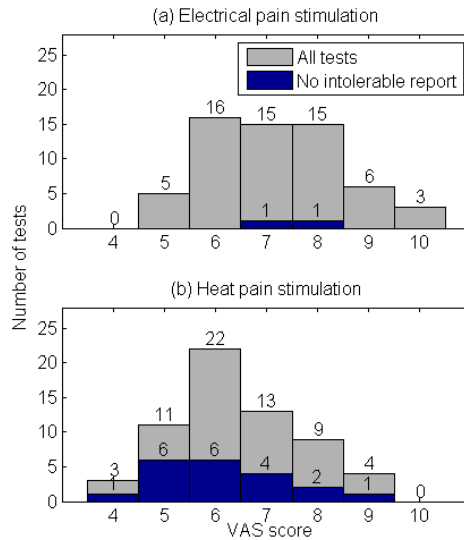 (a) Electrical pain stimulation
All tests
No intolerable report
25
20
15
10
5
0
0 5 16 15 15 6 3
1 1
4 5 6 7 8 9 10
Number of tests
(b) Heat pain stimulation
25
20
15
10
5
0
3 11 22 13 9 4 0
1 6 6 4 2 1
4 5 6 7 8 9 10
VAS score